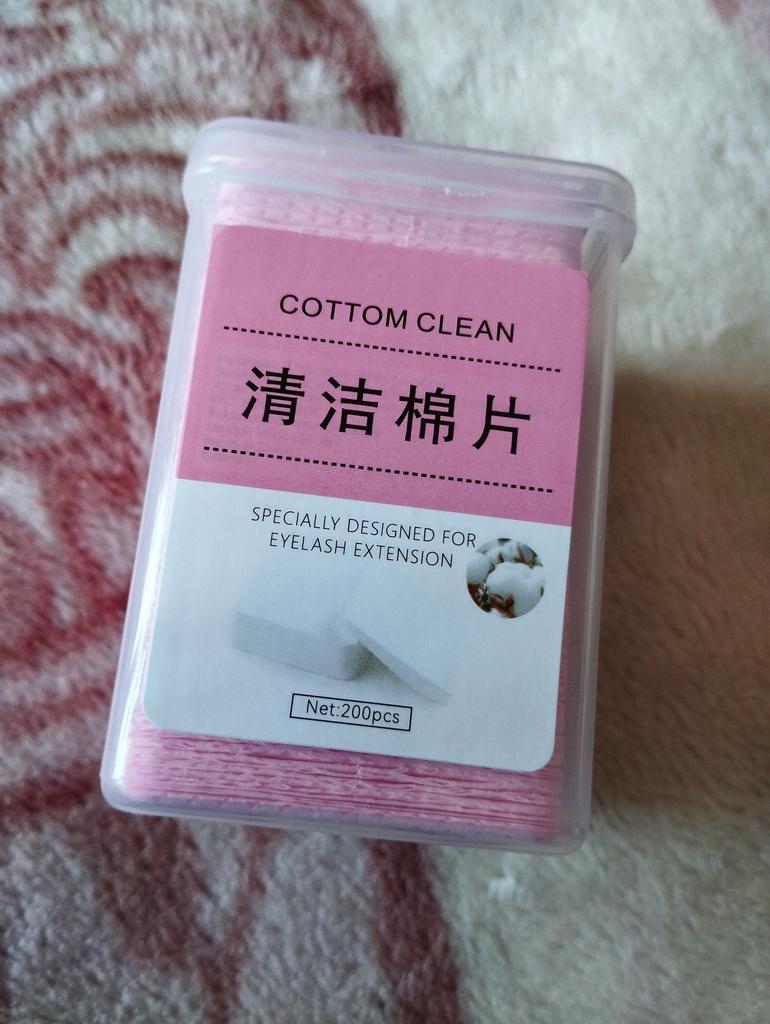 COTTOM CLEAN
清洁棉片
SPECIALLY DESIGNED FOR
EYELASH EXTENSION
Net:200pcs